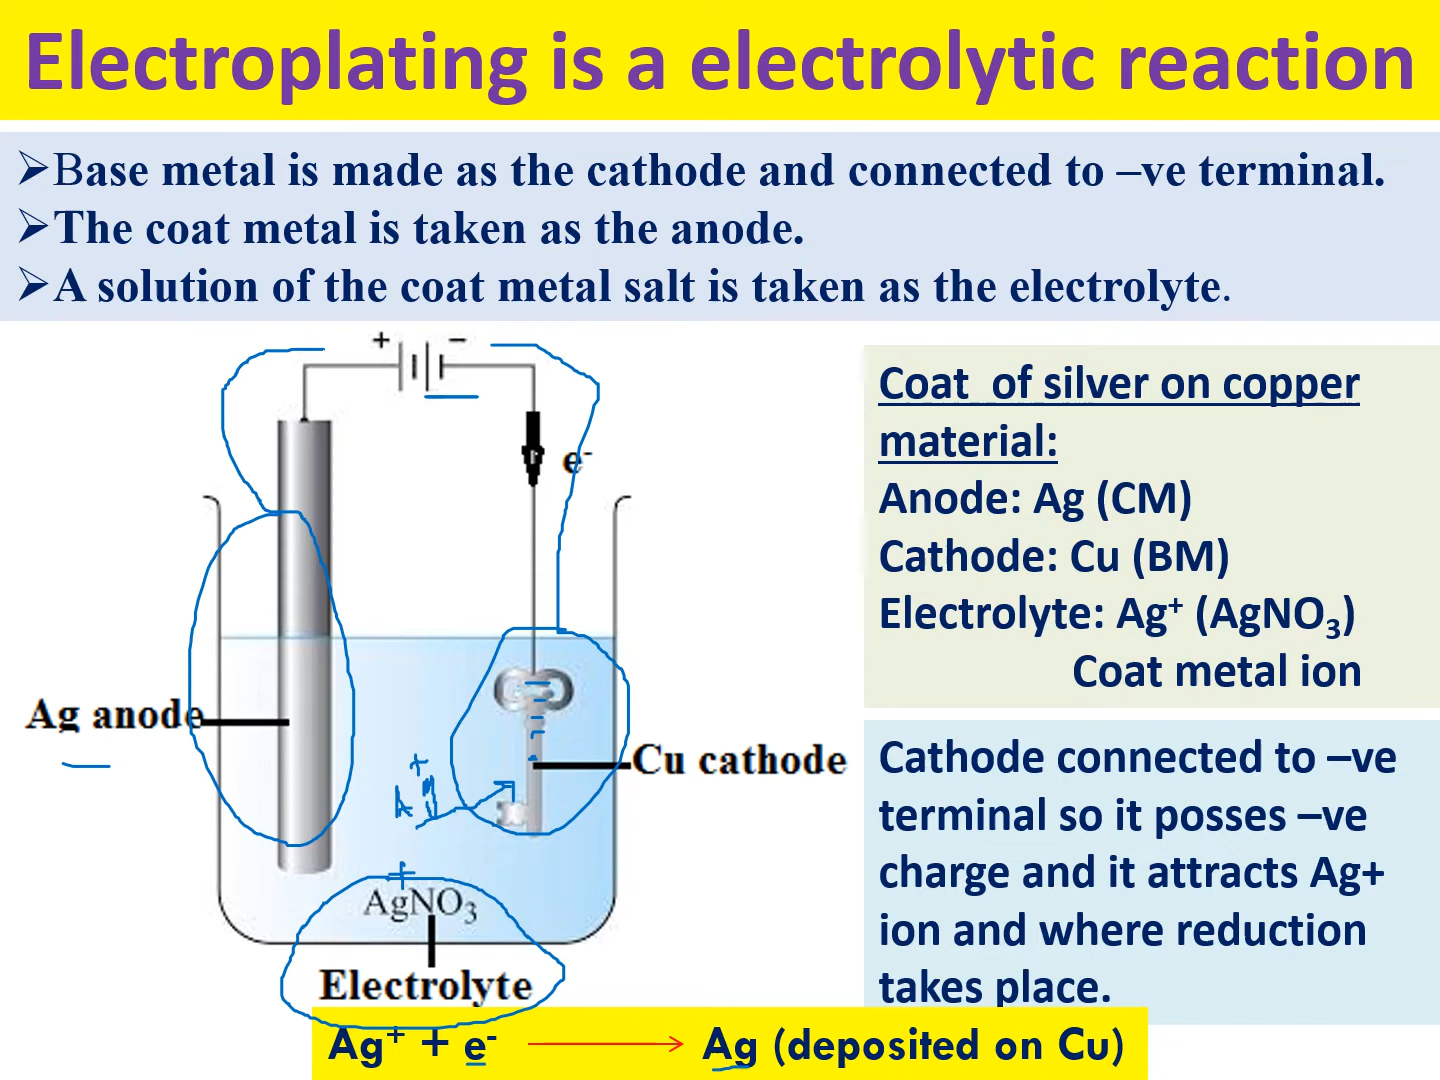 Electroplating is a electrolytic reaction
➢Base metal is made as the cathode and connected to –ve terminal.
➢The coat metal is taken as the anode.
➢A solution of the coat metal salt is taken as the electrolyte.
+ −
e-
Ag anode
Cu cathode
Ag+
+
AgNO₃
Electrolyte
Coat of silver on copper
material:
Anode: Ag (CM)
Cathode: Cu (BM)
Electrolyte: Ag⁺ (AgNO₃)
Coat metal ion
Cathode connected to –ve
terminal so it posses –ve
charge and it attracts Ag+
ion and where reduction
takes place.
Ag⁺ + e⁻ ⟶ Ag (deposited on Cu)